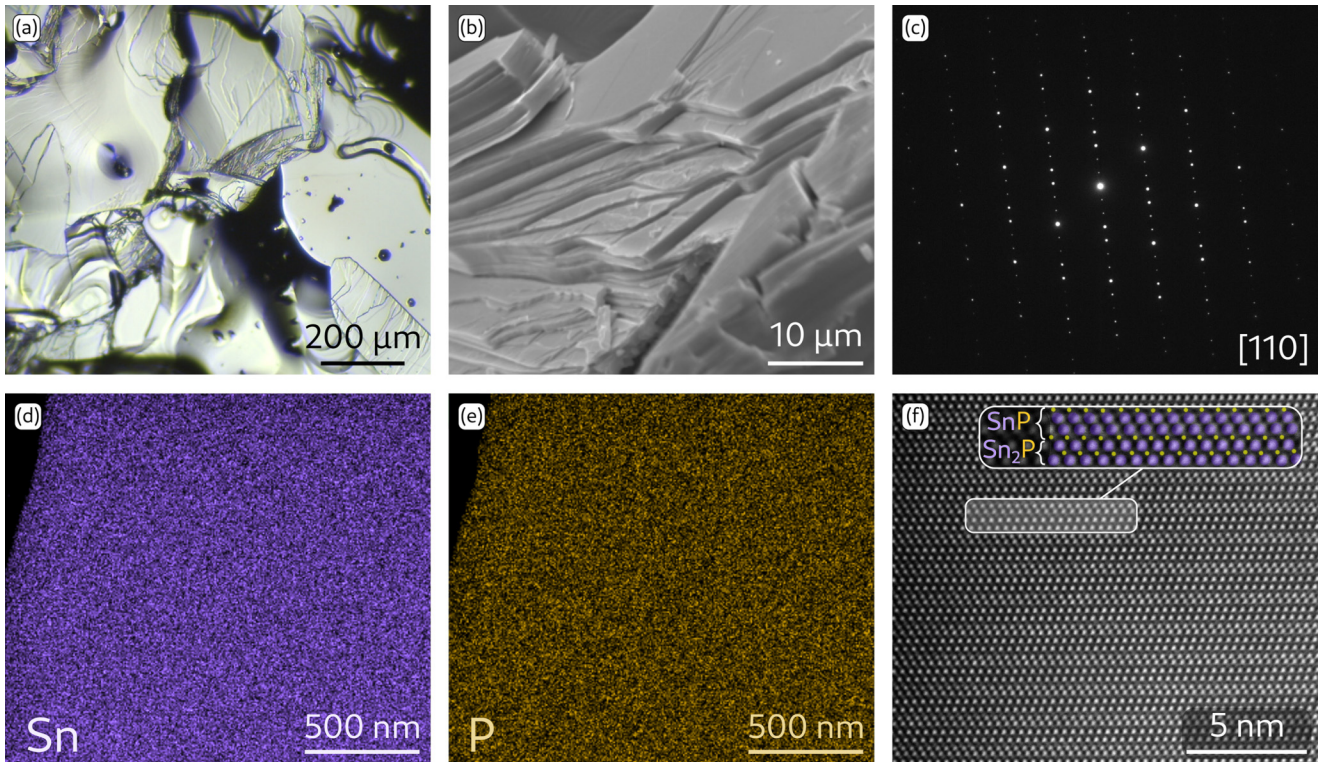 (a)
200 μm
(b)
10 μm
(c)
[110]
(d)
Sn
500 nm
(e)
P
500 nm
(f)
SnP
Sn₂P
5 nm